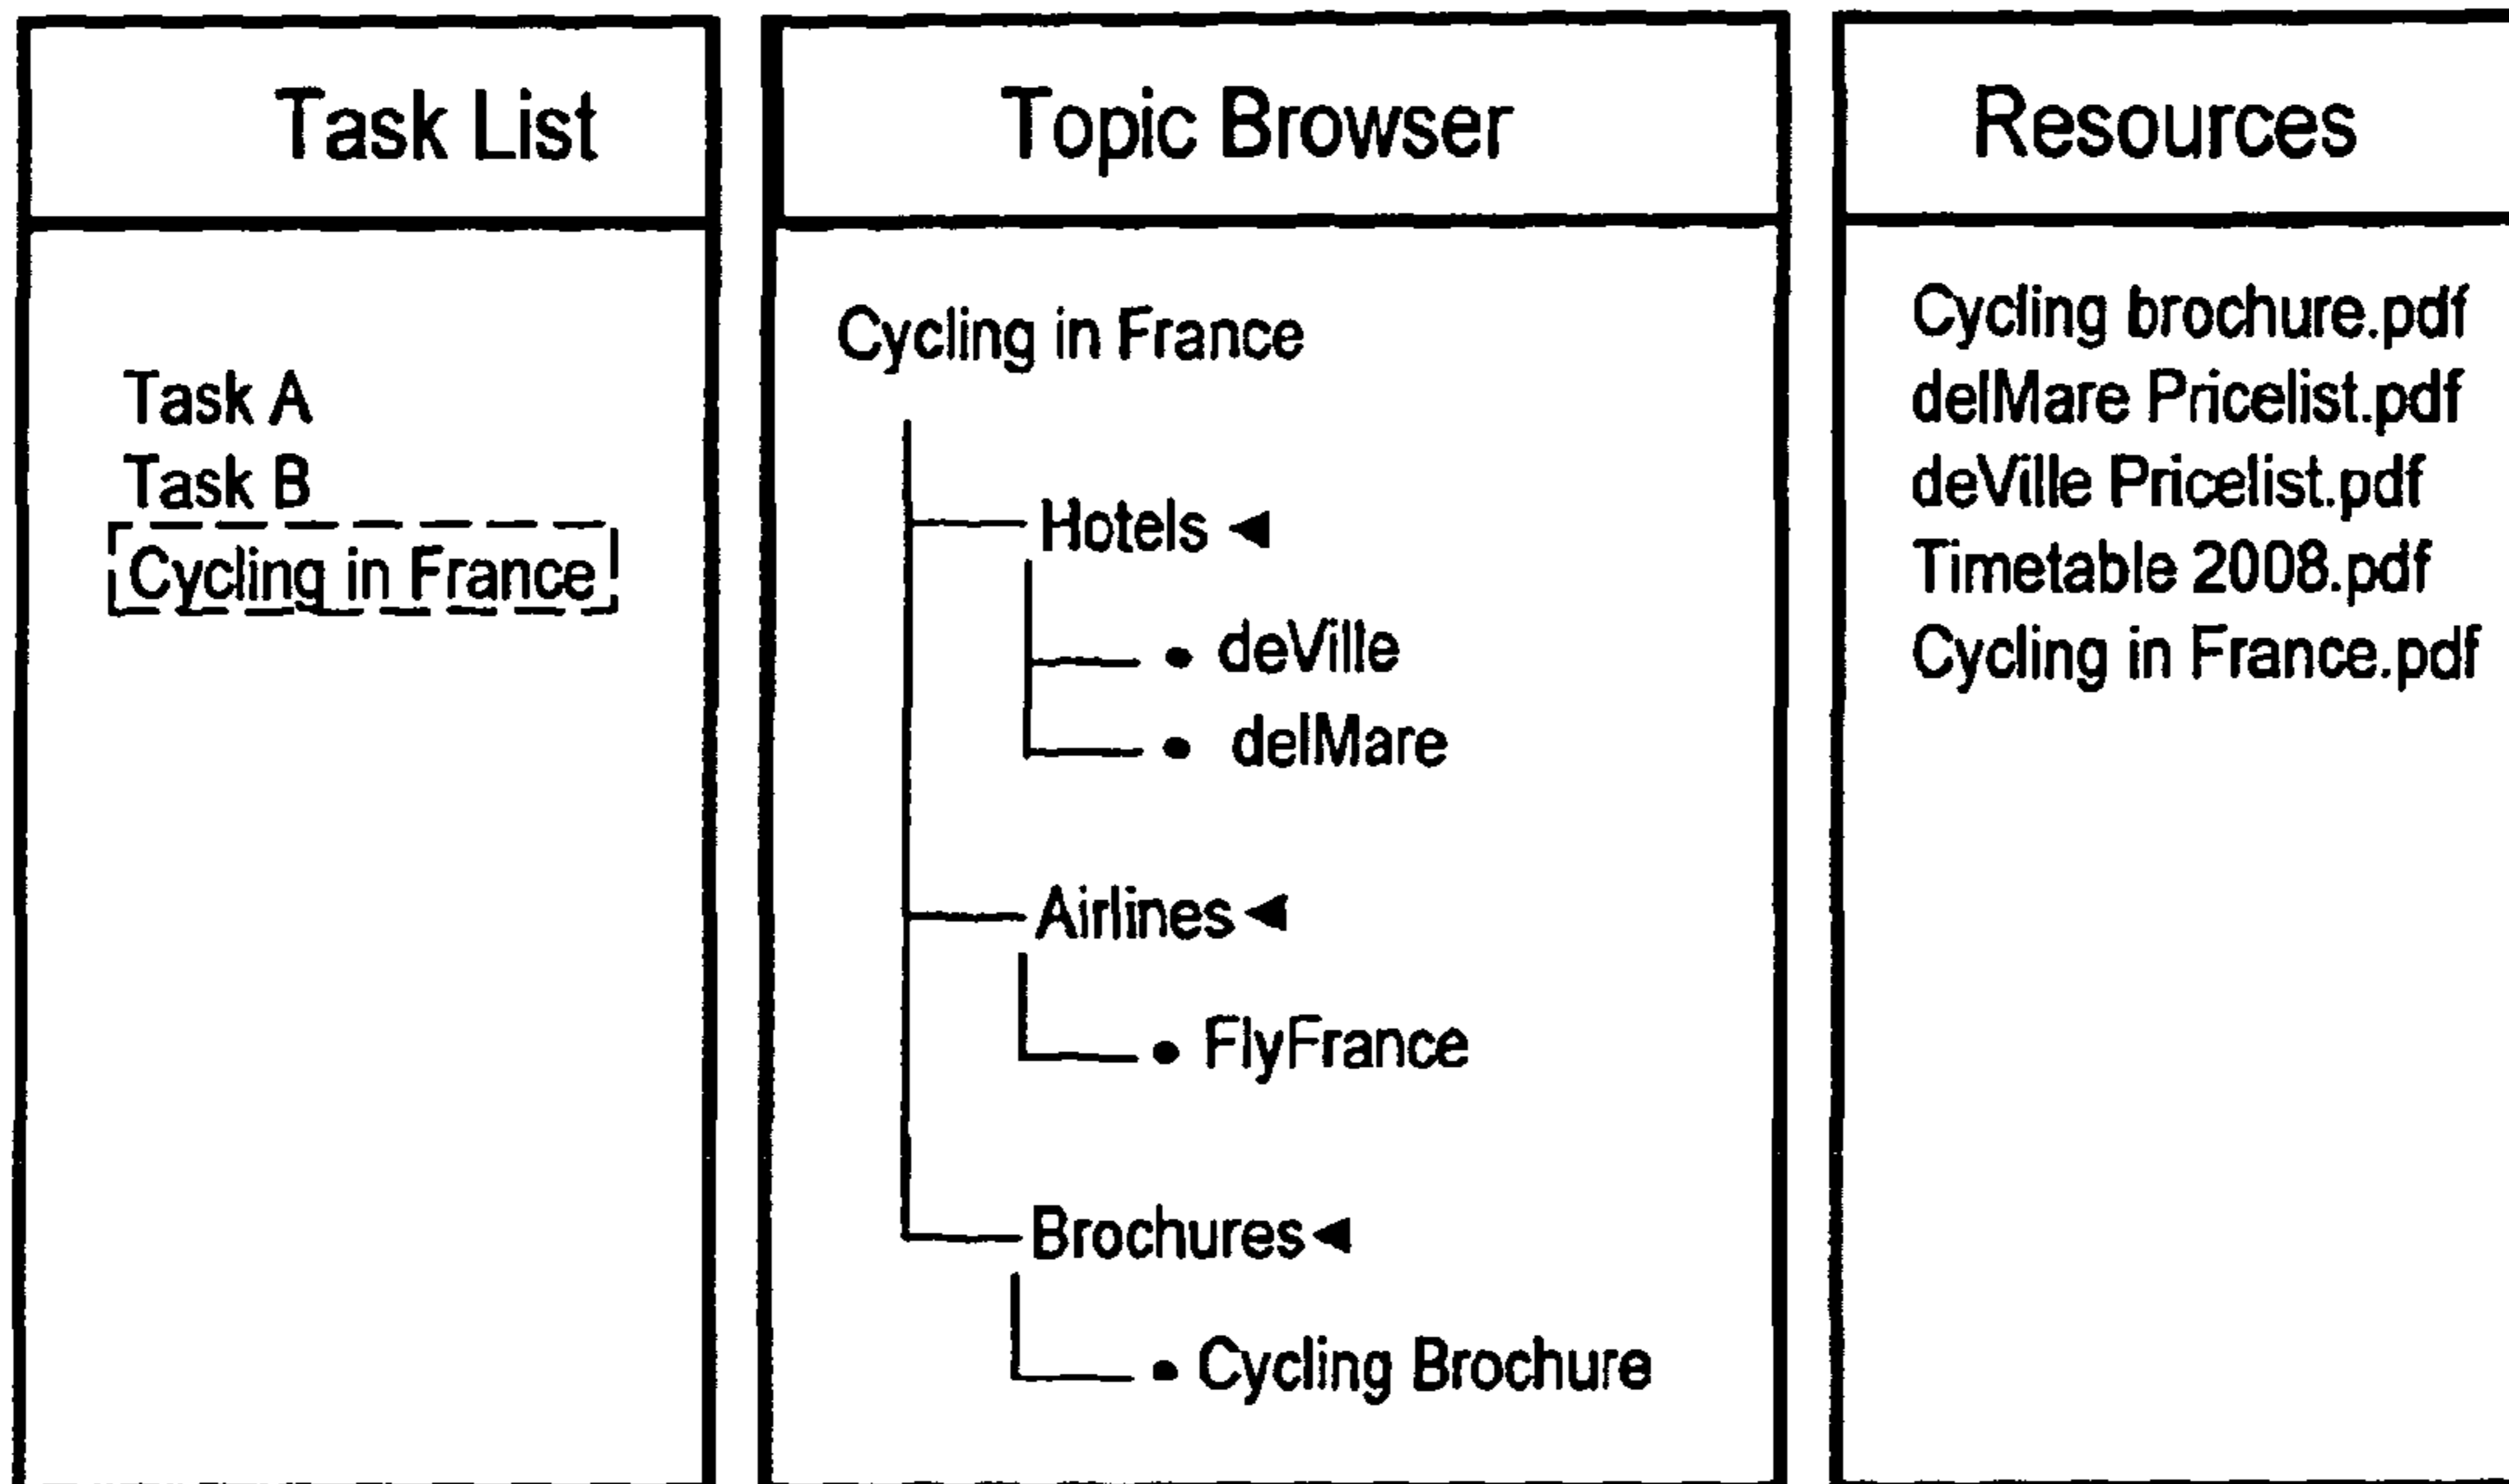 Task List
Task A
Task B
Cycling in France
Topic Browser
Cycling in France
Hotels
deVille
delMare
Airlines
FlyFrance
Brochures
Cycling Brochure
Resources
Cycling brochure.pdf
delMare Pricelist.pdf
deVille Pricelist.pdf
Timetable 2008.pdf
Cycling in France.pdf